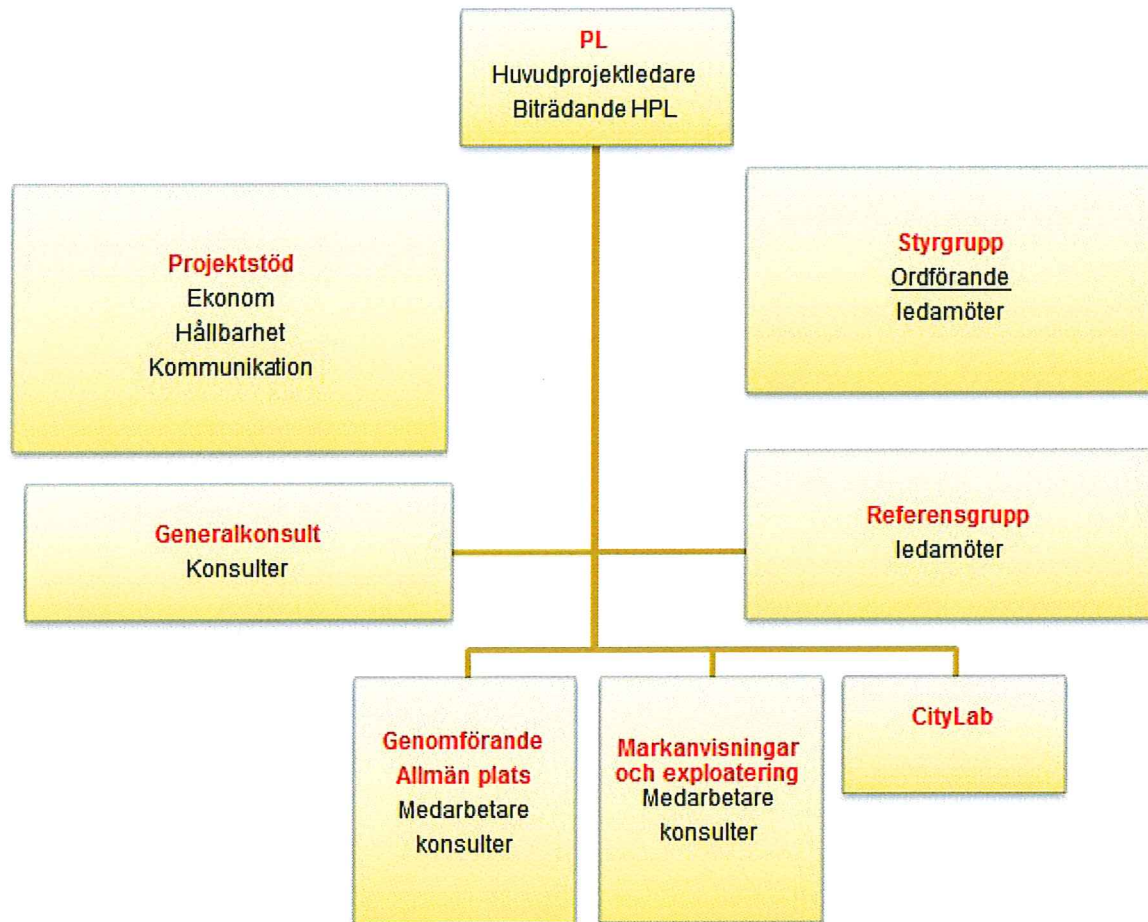 PL
Huvudprojektledare
Biträdande HPL
Projektstöd
Ekonom
Hållbarhet
Kommunikation
Styrgrupp
Ordförande
ledamöter
Generalkonsult
Konsulter
Referensgrupp
ledamöter
Genomförande
Allmän plats
Medarbetare
konsulter
Markanvisningar
och exploatering
Medarbetare
konsulter
CityLab